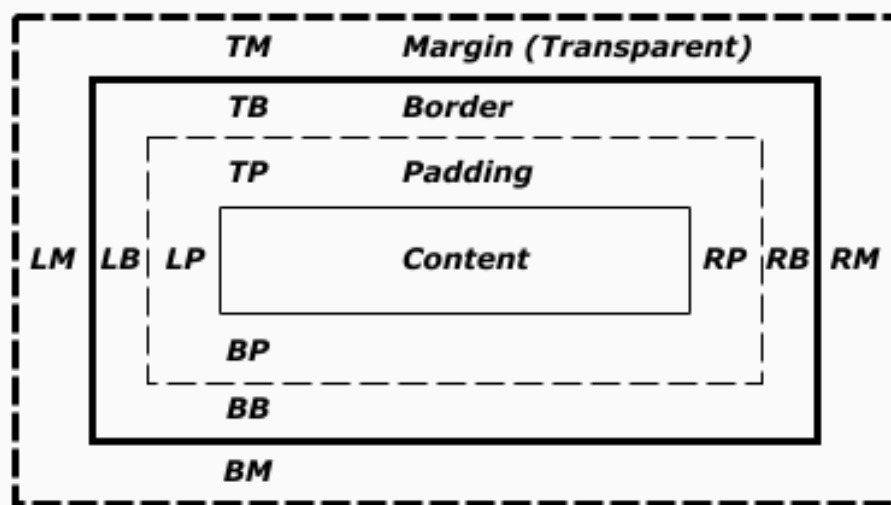 TM Margin (Transparent)
TB Border
TP Padding
LM LB LP Content RP RB RM
BP
BB
BM